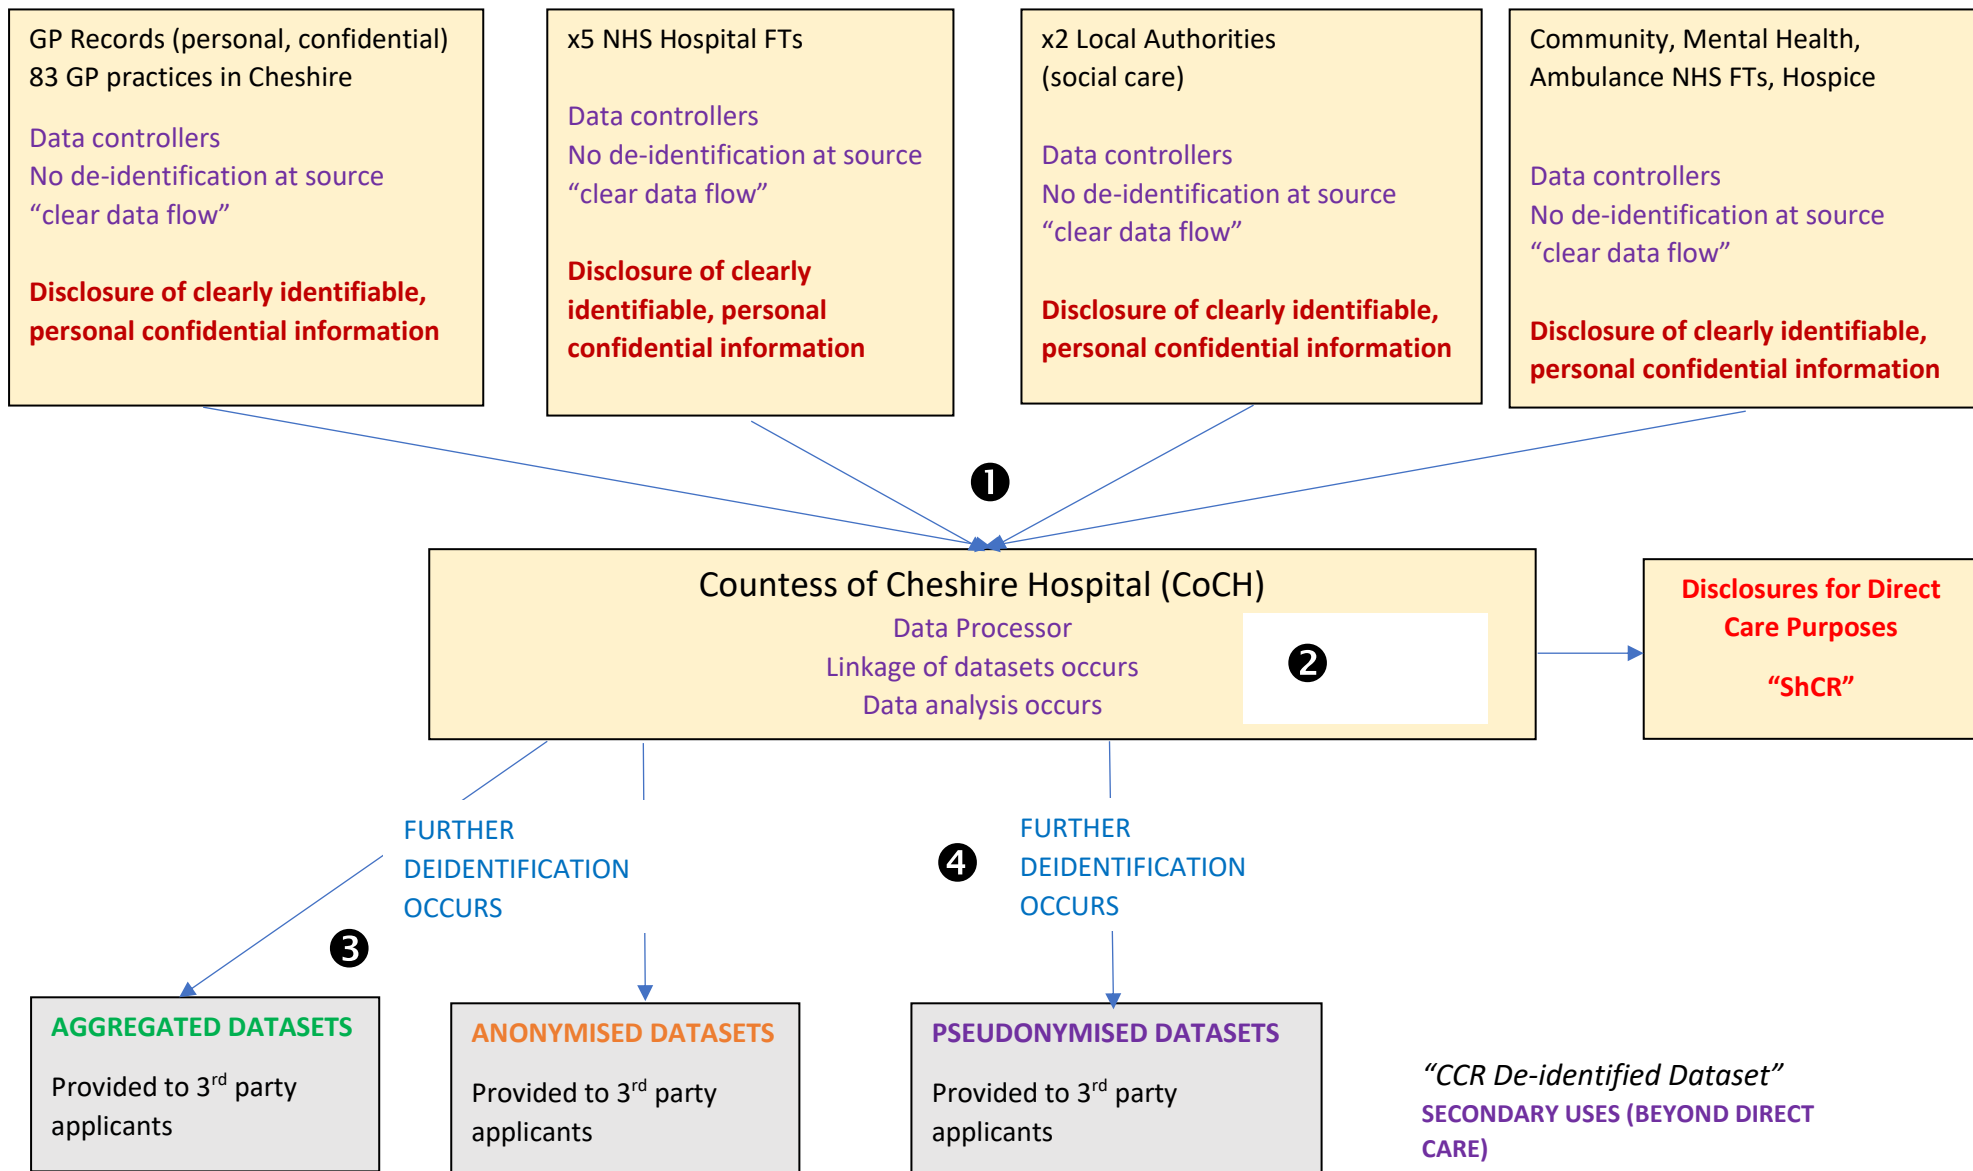 GP Records (personal, confidential)
83 GP practices in Cheshire
Data controllers
No de-identification at source
“clear data flow”
Disclosure of clearly identifiable,
personal confidential information
x5 NHS Hospital FTs
Data controllers
No de-identification at source
“clear data flow”
Disclosure of clearly
identifiable, personal
confidential information
x2 Local Authorities
(social care)
Data controllers
No de-identification at source
“clear data flow”
Disclosure of clearly identifiable,
personal confidential information
Community, Mental Health,
Ambulance NHS FTs, Hospice
Data controllers
No de-identification at source
“clear data flow”
Disclosure of clearly identifiable,
personal confidential information
❶
Countess of Cheshire Hospital (CoCH)
Data Processor
Linkage of datasets occurs
Data analysis occurs
❷
Disclosures for Direct
Care Purposes
“ShCR”
FURTHER
DEIDENTIFICATION
OCCURS
❸
❹
FURTHER
DEIDENTIFICATION
OCCURS
AGGREGATED DATASETS
Provided to 3rd party
applicants
ANONYMISED DATASETS
Provided to 3rd party
applicants
PSEUDONYMISED DATASETS
Provided to 3rd party
applicants
“CCR De-identified Dataset”
SECONDARY USES (BEYOND DIRECT
CARE)